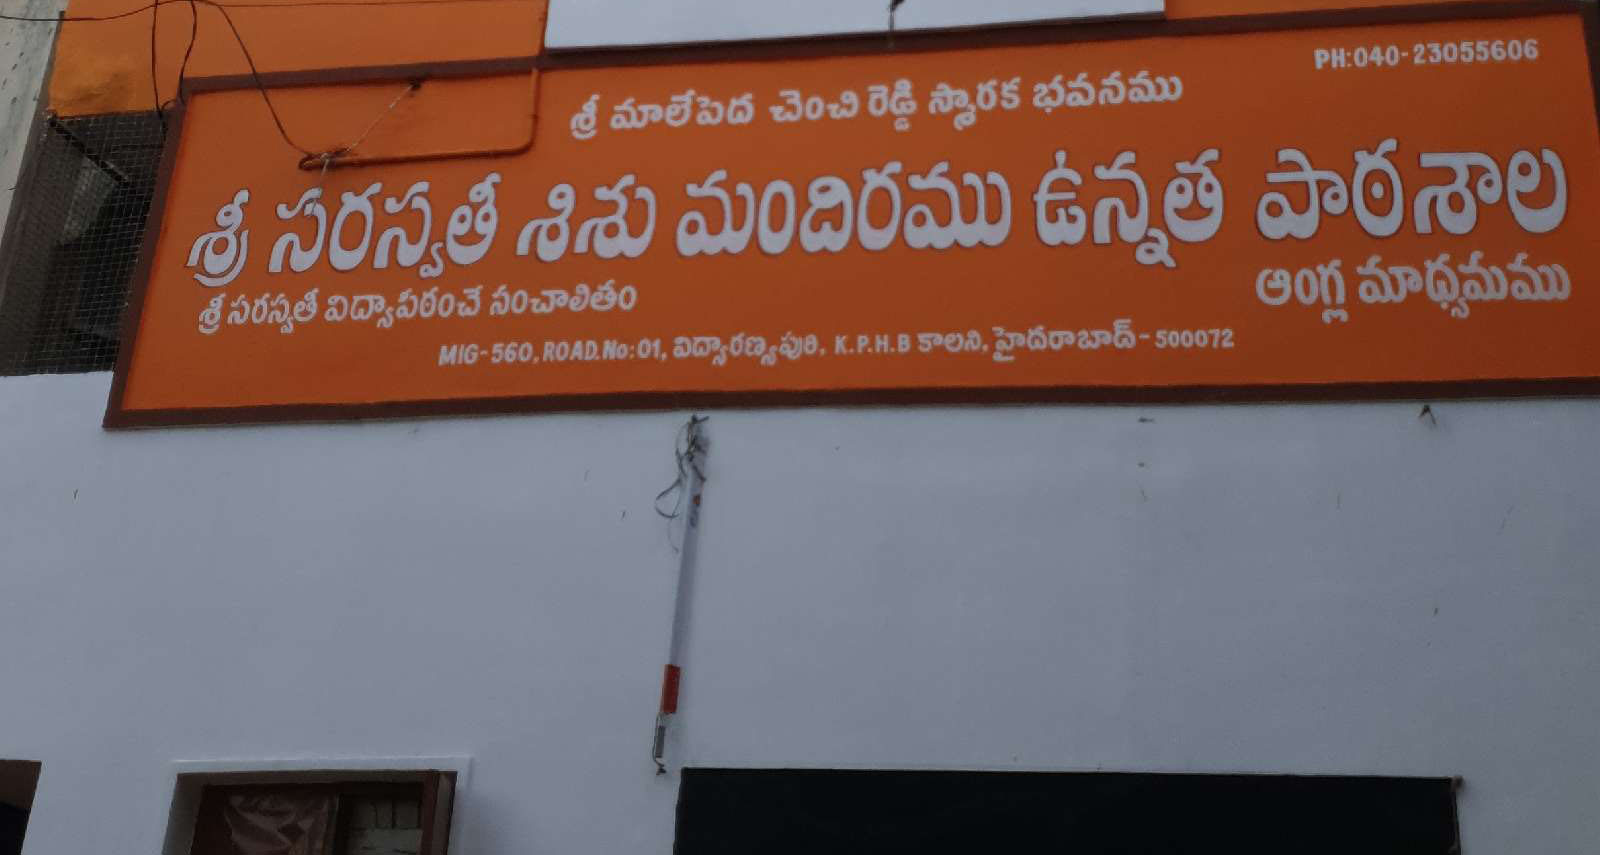 PH:040-23055606
శ్రీ మాలేపెద చెంచి రెడ్డి స్మారక భవనము
శ్రీ సరస్వతీ శిశు మందిరము ఉన్నత పాఠశాల
శ్రీ సరస్వతీ విద్యాపీఠంచే సంచాలితం
ఆంగ్ల మాధ్యమము
MIG-560, ROAD.No:01, విద్యారణ్యపురి, K.P.H.B కాలని, హైదరాబాద్-500072